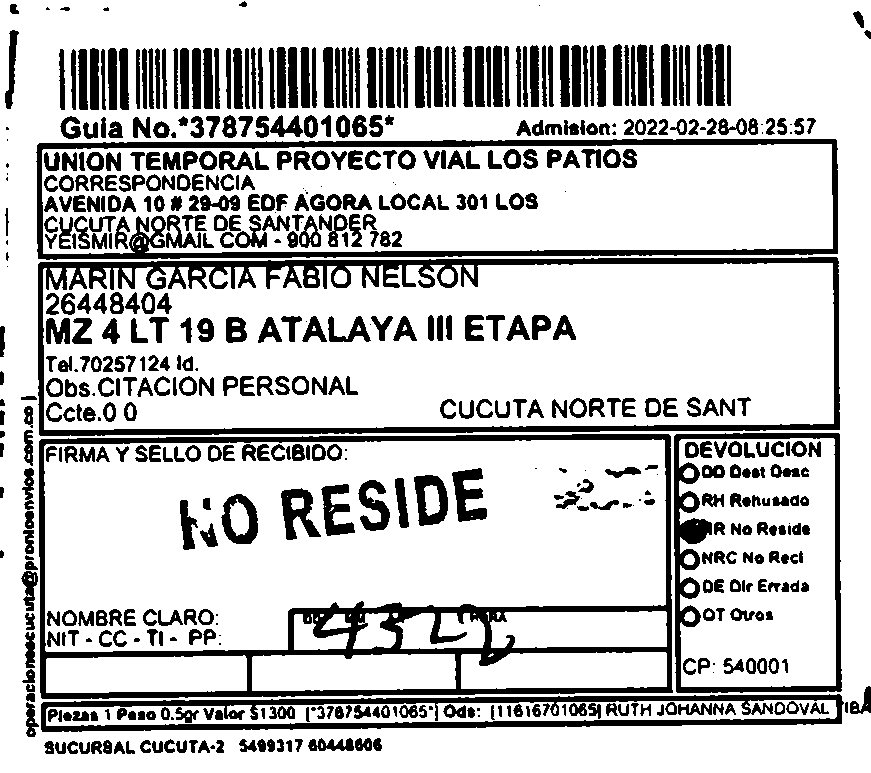 Guia No.*378754401065*
Admision: 2022-02-28-08:25:57
UNION TEMPORAL PROYECTO VIAL LOS PATIOS
CORRESPONDENCIA
AVENIDA 10 # 29-09 EDF AGORA LOCAL 301 LOS
CUCUTA NORTE DE SANTANDER
YEISMIR@GMAIL COM - 900 812 782
MARIN GARCIA FABIO NELSON
26448404
MZ 4 LT 19 B ATALAYA III ETAPA
Tel.70257124 Id.
Obs.CITACION PERSONAL
Ccte.0 0
CUCUTA NORTE DE SANT
operacionescucuta@prontoenvios.com.co |
FIRMA Y SELLO DE RECIBIDO:
NO RESIDE
NOMBRE CLARO:
NIT - CC - TI - PP:
HORA
DEVOLUCION
DD Dest Desc
RH Rehusado
NR No Reside
NRC No Recl
DE Dir Errada
OT Otros
CP: 540001
Piezas 1 Peso 0.5gr Valor $1300 [*378754401065*] Ods: [11616701065] RUTH JOHANNA SANDOVAL TIBA
SUCURSAL CUCUTA-2 5499317 60448606